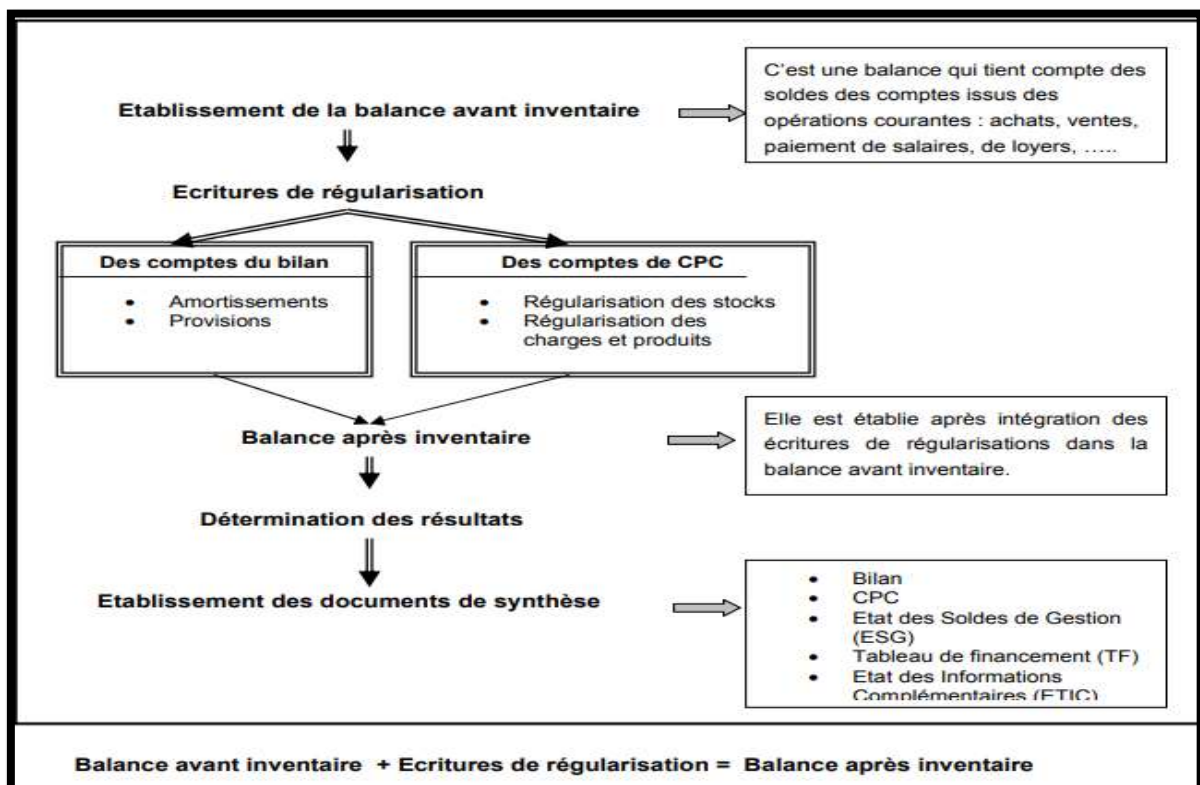 Etablissement de la balance avant inventaire
C'est une balance qui tient compte des
soldes des comptes issus des
opérations courantes : achats, ventes,
paiement de salaires, de loyers, …..
Ecritures de régularisation
Des comptes du bilan
• Amortissements
• Provisions
Des comptes de CPC
• Régularisation des stocks
• Régularisation des
charges et produits
Balance après inventaire
Elle est établie après intégration des
écritures de régularisations dans la
balance avant inventaire.
Détermination des résultats
Etablissement des documents de synthèse
• Bilan
• CPC
• Etat des Soldes de Gestion
(ESG)
• Tableau de financement (TF)
• Etat des Informations
Complémentaires (ETIC)
Balance avant inventaire + Ecritures de régularisation = Balance après inventaire